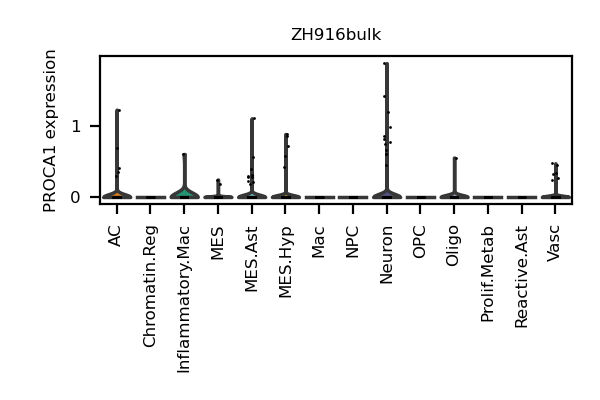 ZH916bulk
PROCA1 expression
1
0
AC
Chromatin.Reg
Inflammatory.Mac
MES
MES.Ast
MES.Hyp
Mac
NPC
Neuron
OPC
Oligo
Prolif.Metab
Reactive.Ast
Vasc